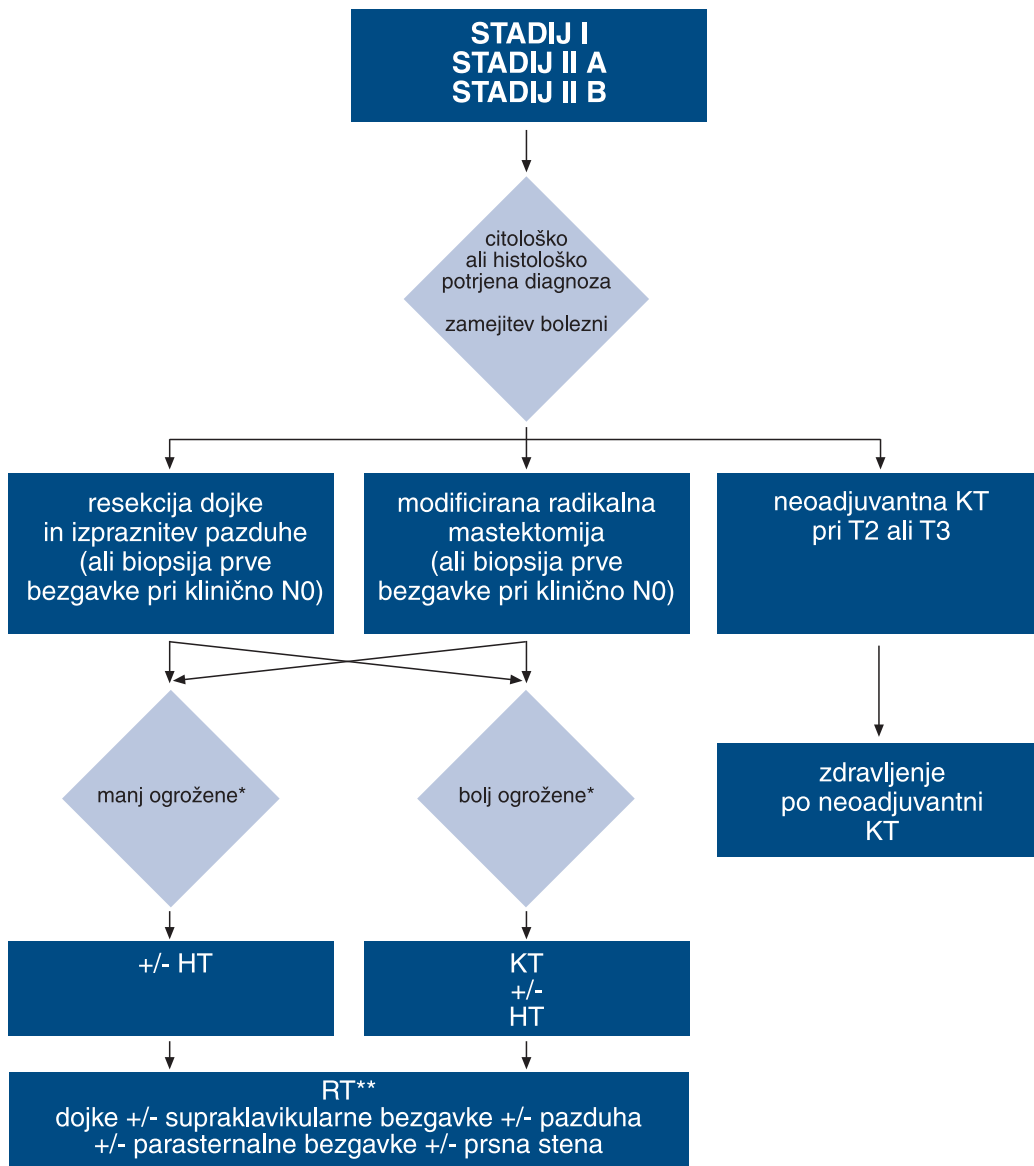 STADIJ I
STADIJ II A
STADIJ II B
citološko
ali histološko
potrjena diagnoza
zamejitev bolezni
resekcija dojke
in izpraznitev pazduhe
(ali biopsija prve
bezgavke pri klinično N0)
modificirana radikalna
mastektomija
(ali biopsija prve
bezgavke pri klinično N0)
neoadjuvantna KT
pri T2 ali T3
manj ogrožene*
bolj ogrožene*
zdravljenje
po neoadjuvantni
KT
+/- HT
KT
+/-
HT
RT**
dojke +/- supraklavikularne bezgavke +/- pazduha
+/- parasternalne bezgavke +/- prsna stena